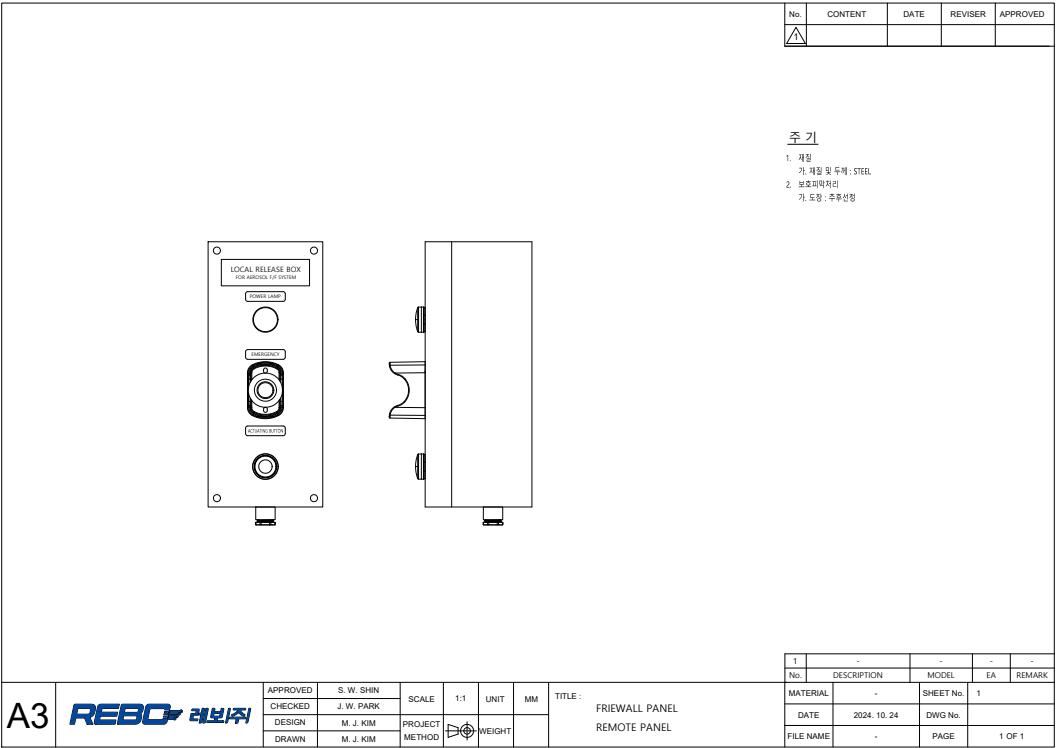 No. CONTENT DATE REVISER APPROVED
1
주 기
1. 재질
가. 재질 및 두께 : STEEL
2. 보호피막처리
가. 도장 : 추후선정
LOCAL RELEASE BOX
FOR AEROSOL F/F SYSTEM
POWER LAMP
EMERGENCY
ACTUATING BUTTON
1 - - - -
No. DESCRIPTION MODEL EA REMARK
A3
REBO 레보(주)
APPROVED S. W. SHIN
CHECKED J. W. PARK
DESIGN M. J. KIM
DRAWN M. J. KIM
SCALE 1:1 UNIT MM
PROJECT METHOD WEIGHT
TITLE :
FRIEWALL PANEL
REMOTE PANEL
MATERIAL - SHEET No. 1
DATE 2024. 10. 24 DWG No.
FILE NAME - PAGE 1 OF 1